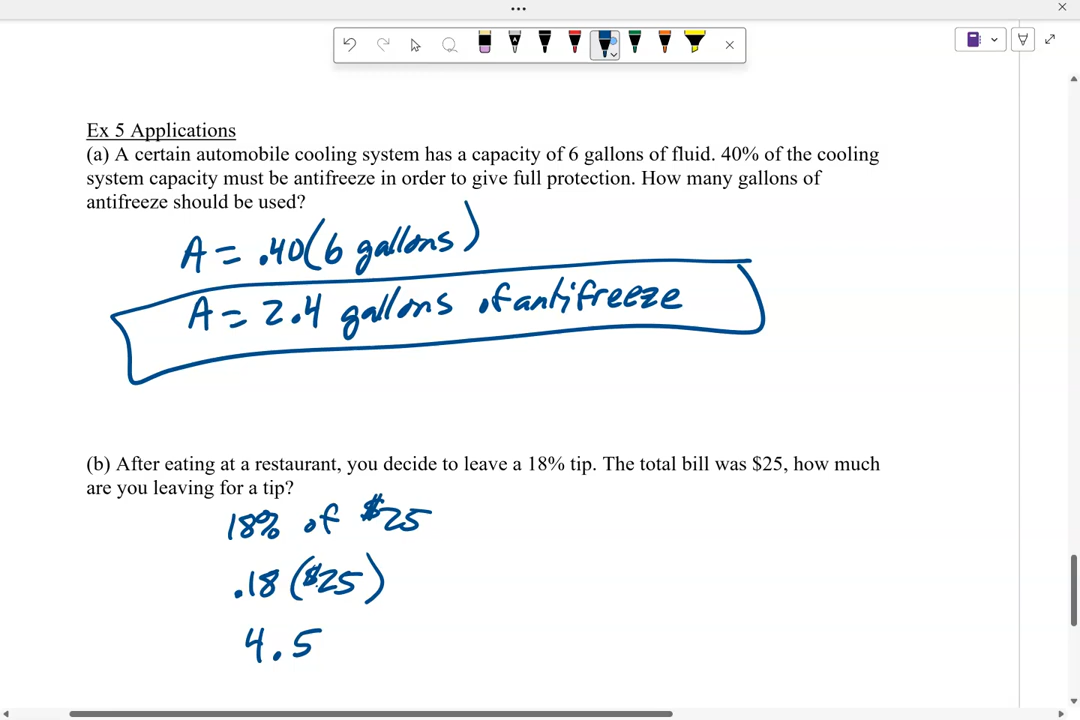 Ex 5 Applications
(a) A certain automobile cooling system has a capacity of 6 gallons of fluid. 40% of the cooling
system capacity must be antifreeze in order to give full protection. How many gallons of
antifreeze should be used?
A = .40(6 gallons)
A = 2.4 gallons of antifreeze
(b) After eating at a restaurant, you decide to leave a 18% tip. The total bill was $25, how much
are you leaving for a tip?
18% of $25
.18 ($25)
4.5